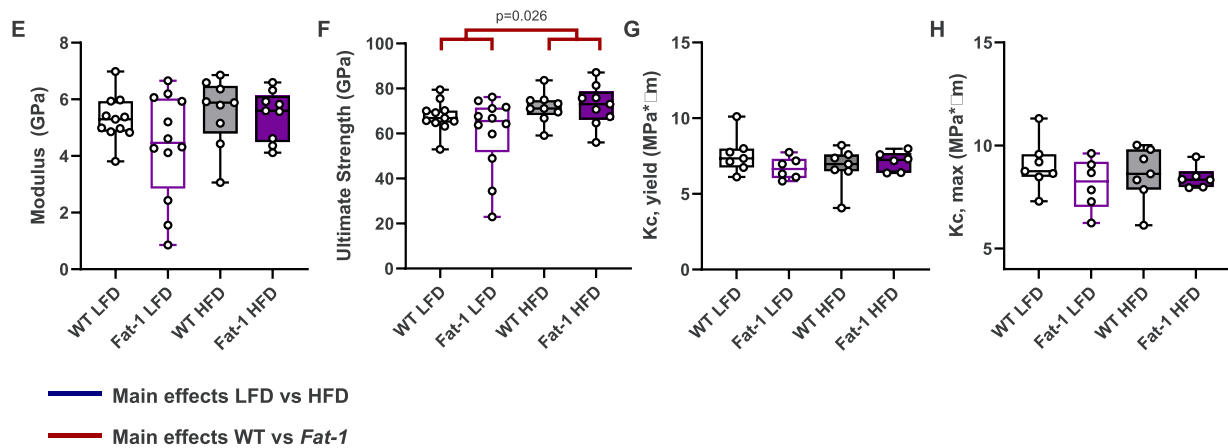 E
Modulus (GPa)
8
6
4
2
0
WT LFD
Fat-1 LFD
WT HFD
Fat-1 HFD
F
p=0.026
Ultimate Strength (GPa)
100
80
60
40
20
0
WT LFD
Fat-1 LFD
WT HFD
Fat-1 HFD
G
Kc, yield (MPa*□m)
15
10
5
0
WT LFD
Fat-1 LFD
WT HFD
Fat-1 HFD
H
Kc, max (MPa*□m)
15
10
5
WT LFD
Fat-1 LFD
WT HFD
Fat-1 HFD
Main effects LFD vs HFD
Main effects WT vs Fat-1